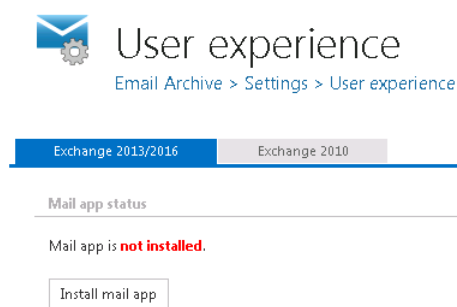 User experience
Email Archive > Settings > User experience
Exchange 2013/2016
Exchange 2010
Mail app status
Mail app is not installed.
Install mail app